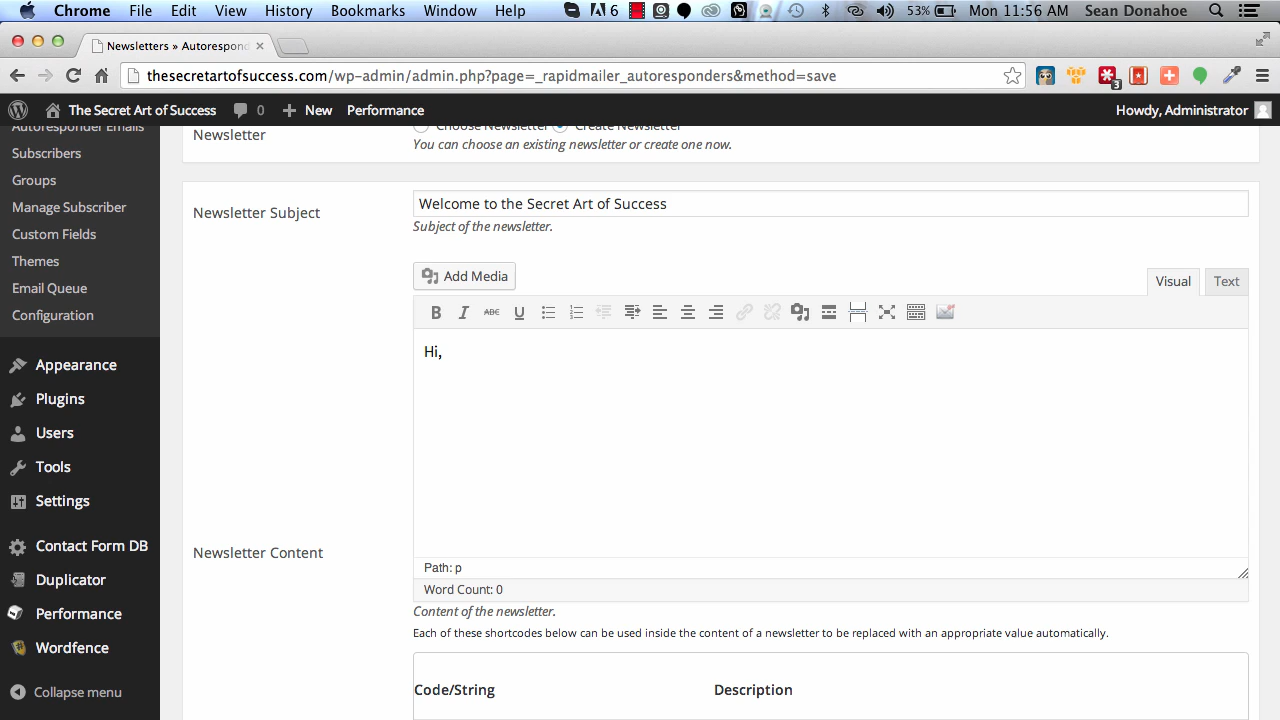 Chrome File Edit View History Bookmarks Window Help 6 53% Mon 11:56 AM Sean Donahoe
Newsletters » Autorespond
thesecretartofsuccess.com/wp-admin/admin.php?page=_rapidmailer_autoresponders&method=save
3
The Secret Art of Success 0 New Performance Howdy, Administrator
Autoresponder Emails
Subscribers
Groups
Manage Subscriber
Custom Fields
Themes
Email Queue
Configuration
Appearance
Plugins
Users
Tools
Settings
Contact Form DB
Duplicator
Performance
Wordfence
Collapse menu
Newsletter Choose Newsletter Create Newsletter
You can choose an existing newsletter or create one now.
Newsletter Subject Welcome to the Secret Art of Success
Subject of the newsletter.
Add Media Visual Text
B I ABC U
Hi,
Newsletter Content
Path: p
Word Count: 0
Content of the newsletter.
Each of these shortcodes below can be used inside the content of a newsletter to be replaced with an appropriate value automatically.
Code/String Description